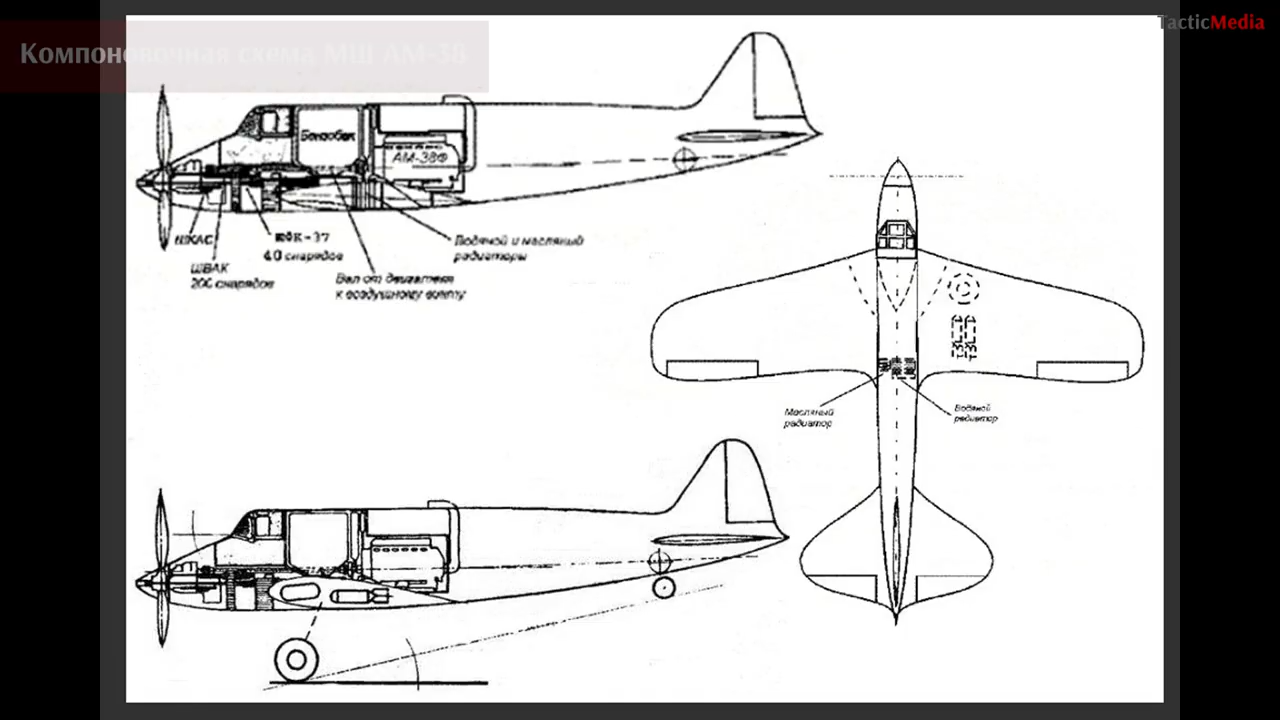 Компоновочная схема МШ АМ-38
TacticMedia
Бензобак
АМ-38Ф
ШКАС
ШФК-37
40 снарядов
ШВАК
200 снарядов
Вал от двигателя
к воздушному винту
Водяной и масляный
радиаторы
Масляный
радиатор
Водяной
радиатор